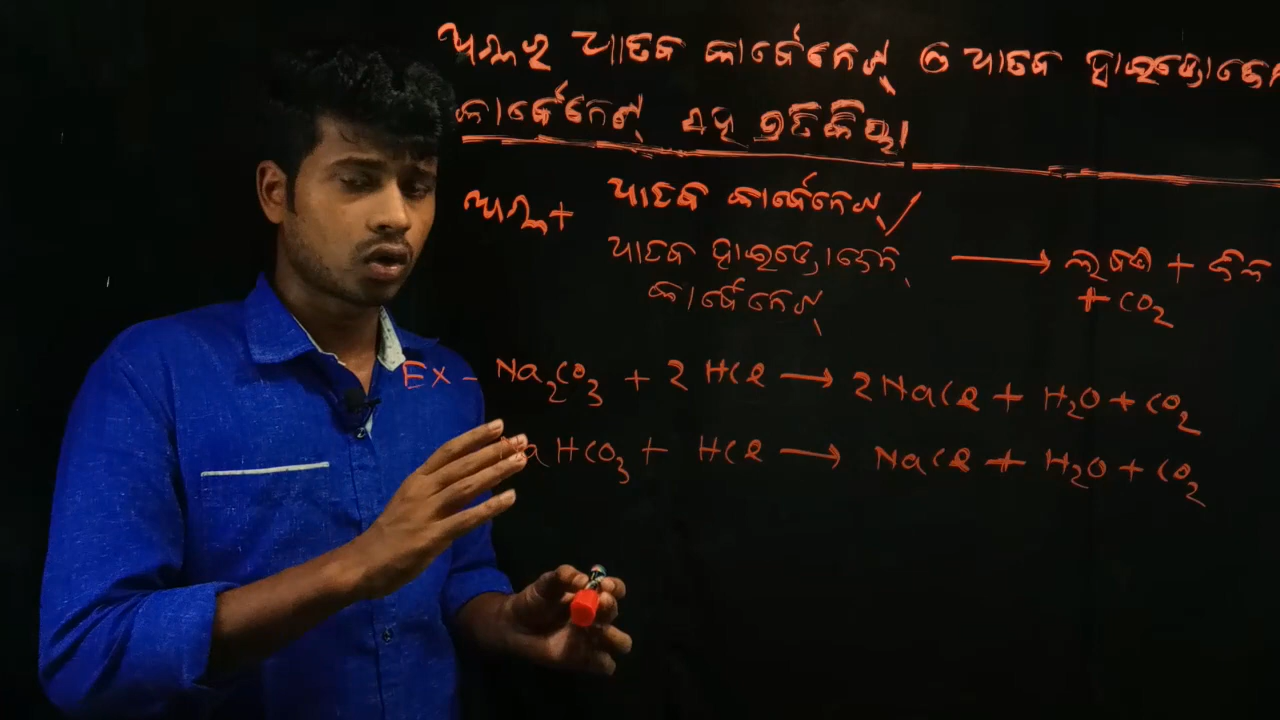 ଅମ୍ଳର ଧାତବ କାର୍ବୋନେଟ୍ ଓ ଧାତବ ହାଇଡ୍ରୋଜେନ
କାର୍ବୋନେଟ୍ ସହ ପ୍ରତିକ୍ରିୟା
ଅମ୍ଳ + ଧାତବ କାର୍ବୋନେଟ୍ /
ଧାତବ ହାଇଡ୍ରୋଜେନ୍ ⟶ ଲବଣ + ଜଳ
କାର୍ବୋନେଟ୍ + CO₂
Ex - Na₂CO₃ + 2 HCl → 2NaCl + H₂O + CO₂
NaHCO₃ + HCl → NaCl + H₂O + CO₂